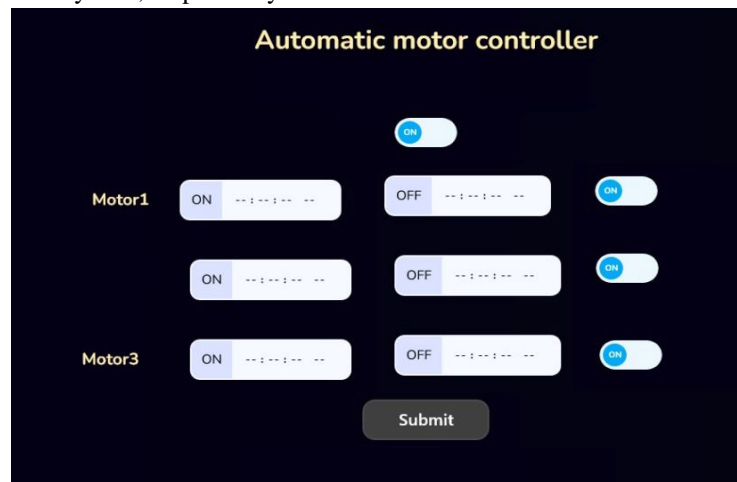 Automatic motor controller
ON
Motor1 ON --:--:-- -- OFF --:--:-- -- ON
ON --:--:-- -- OFF --:--:-- -- ON
Motor3 ON --:--:-- -- OFF --:--:-- -- ON
Submit